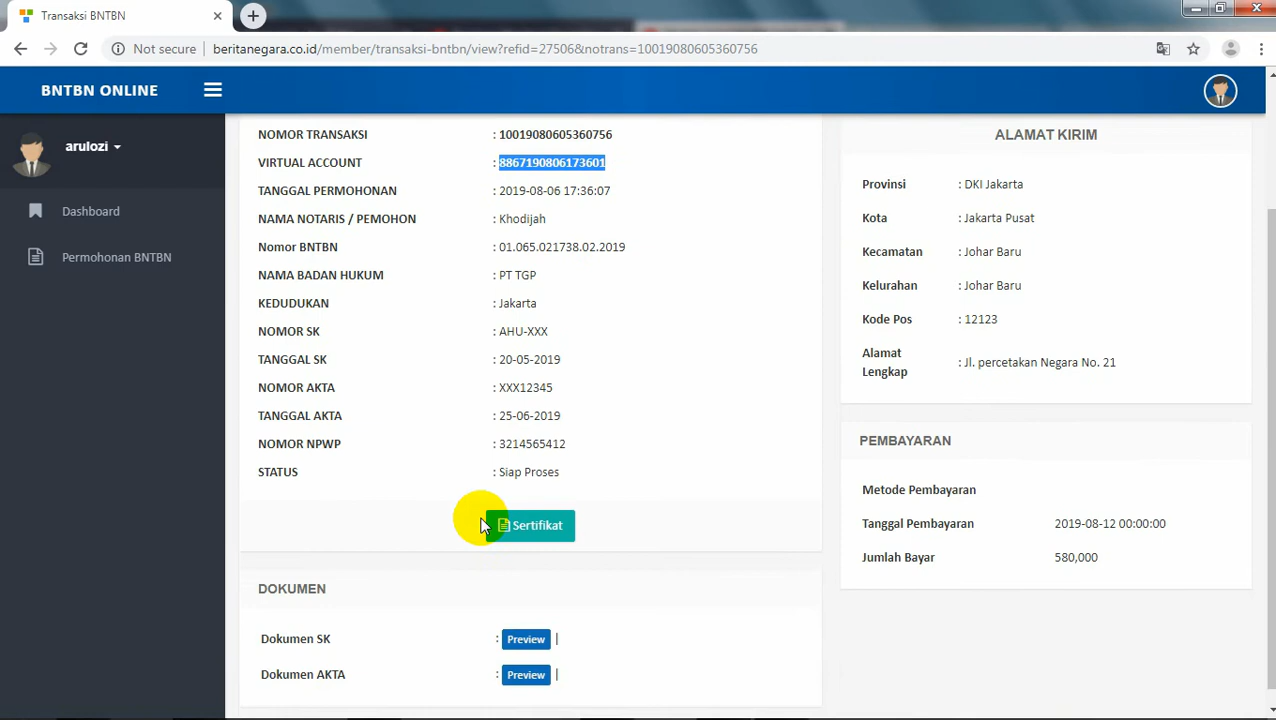 Transaksi BNTBN
Not secure | beritanegara.co.id/member/transaksi-bntbn/view?refid=27506&notrans=10019080605360756
BNTBN ONLINE
arulozi
Dashboard
Permohonan BNTBN
NOMOR TRANSAKSI : 10019080605360756
VIRTUAL ACCOUNT : 8867190806173601
TANGGAL PERMOHONAN : 2019-08-06 17:36:07
NAMA NOTARIS / PEMOHON : Khodijah
Nomor BNTBN : 01.065.021738.02.2019
NAMA BADAN HUKUM : PT TGP
KEDUDUKAN : Jakarta
NOMOR SK : AHU-XXX
TANGGAL SK : 20-05-2019
NOMOR AKTA : XXX12345
TANGGAL AKTA : 25-06-2019
NOMOR NPWP : 3214565412
STATUS : Siap Proses
Sertifikat
DOKUMEN
Dokumen SK : Preview |
Dokumen AKTA : Preview |
ALAMAT KIRIM
Provinsi : DKI Jakarta
Kota : Jakarta Pusat
Kecamatan : Johar Baru
Kelurahan : Johar Baru
Kode Pos : 12123
Alamat
Lengkap : Jl. percetakan Negara No. 21
PEMBAYARAN
Metode Pembayaran
Tanggal Pembayaran 2019-08-12 00:00:00
Jumlah Bayar 580,000